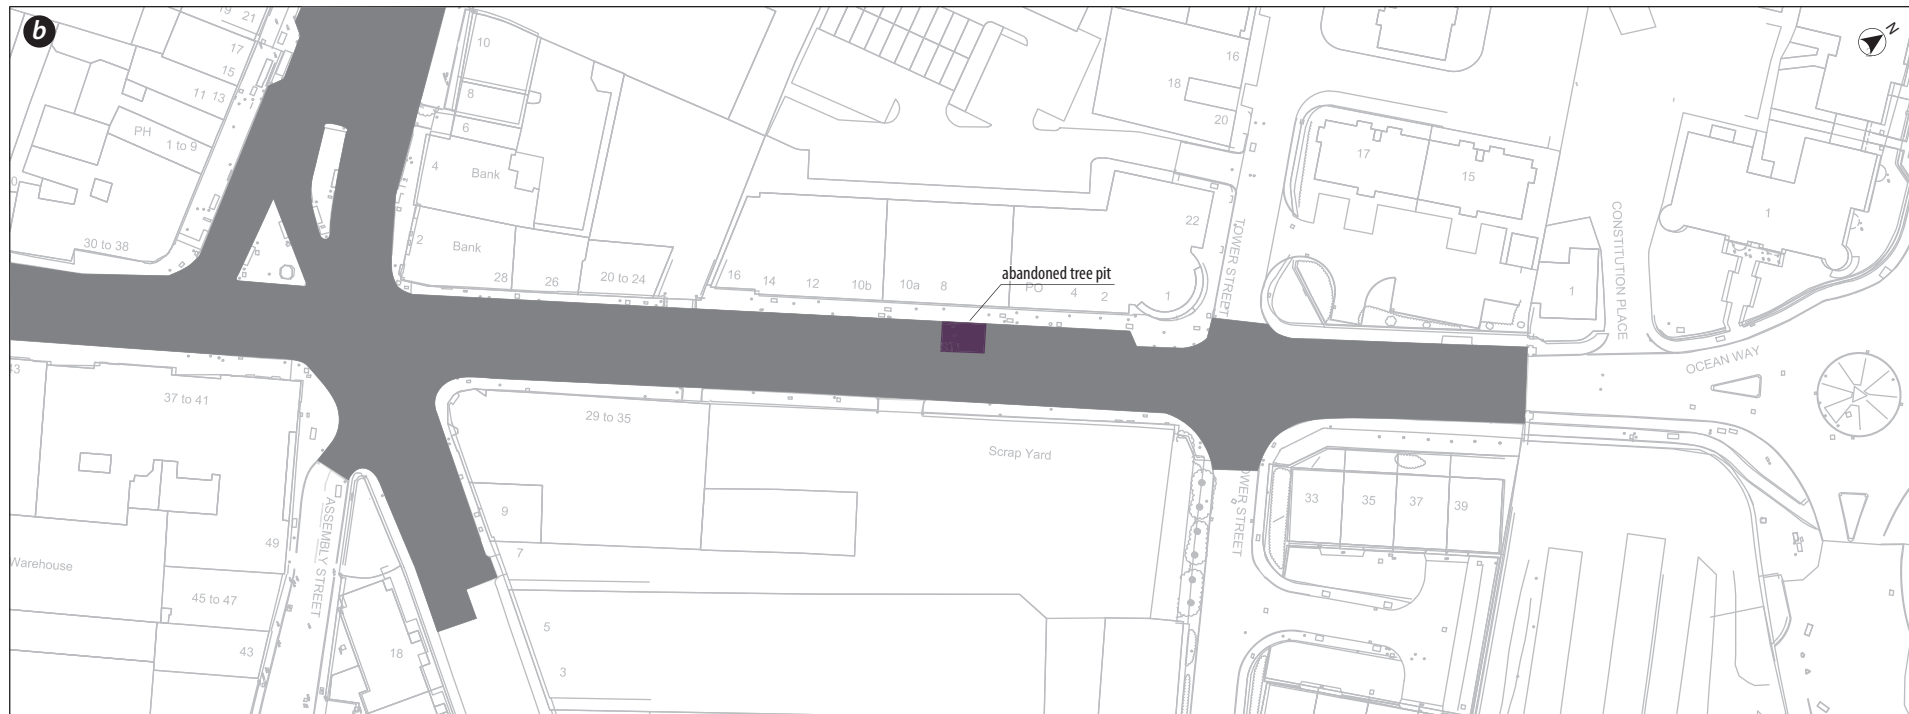 b
N
19
21
17
15
11 13
PH
1 to 9
30 to 38
10
8
6
4
Bank
2
Bank
28
26
20 to 24
16
14
12
10b
10a
8
abandoned tree pit
PO
4
2
1
22
16
18
20
TOWER STREET
17
15
1
CONSTITUTION PLACE
1
OCEAN WAY
37 to 41
29 to 35
Scrap Yard
9
7
5
3
33
35
37
39
TOWER STREET
ASSEMBLY STREET
49
Warehouse
45 to 47
43
18